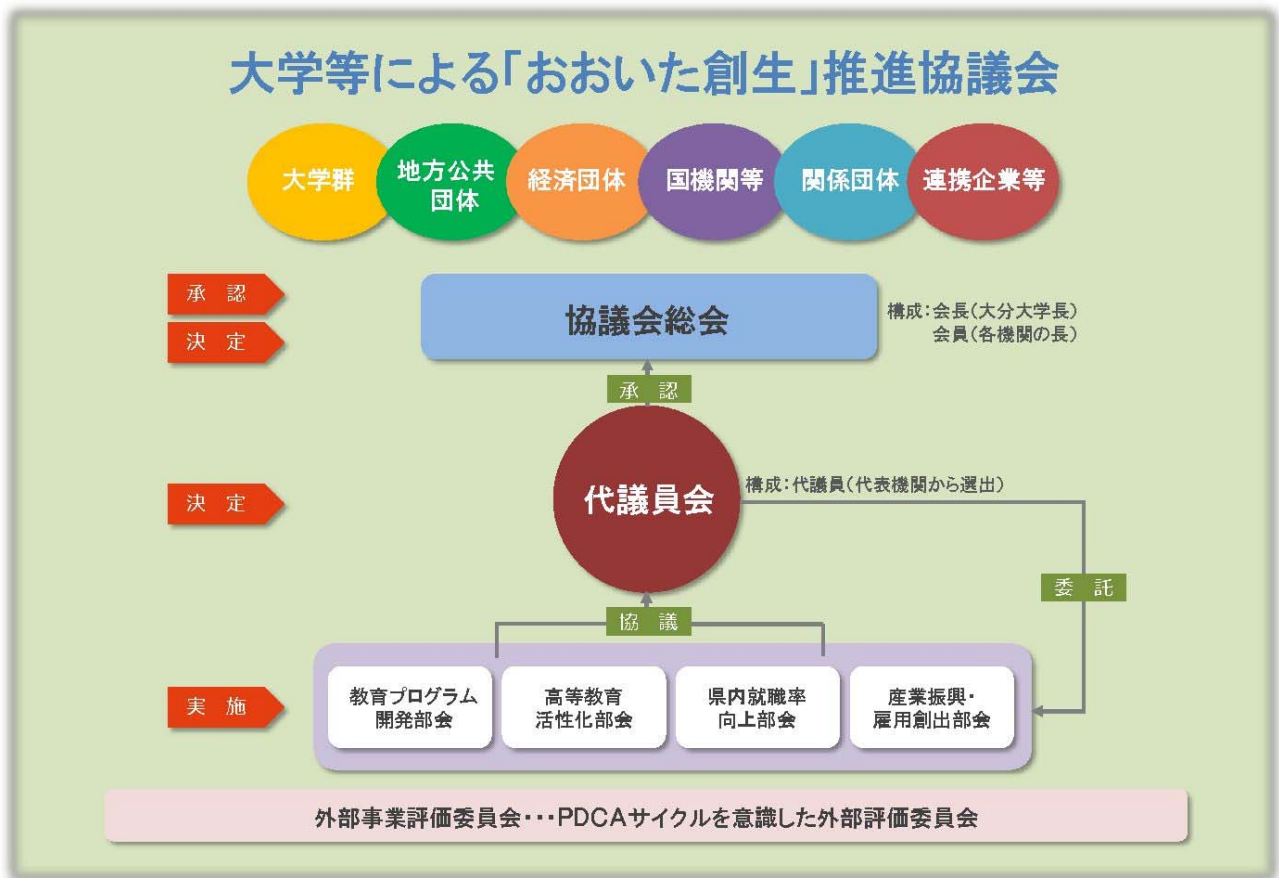 大学等による「おおいた創生」推進協議会
大学群
地方公共
団体
経済団体
国機関等
関係団体
連携企業等
承 認
決 定
協議会総会
構成：会長（大分大学長）
会員（各機関の長）
承 認
決 定
代議員会
構成：代議員（代表機関から選出）
委 託
協 議
実 施
教育プログラム
開発部会
高等教育
活性化部会
県内就職率
向上部会
産業振興・
雇用創出部会
外部事業評価委員会・・・PDCAサイクルを意識した外部評価委員会